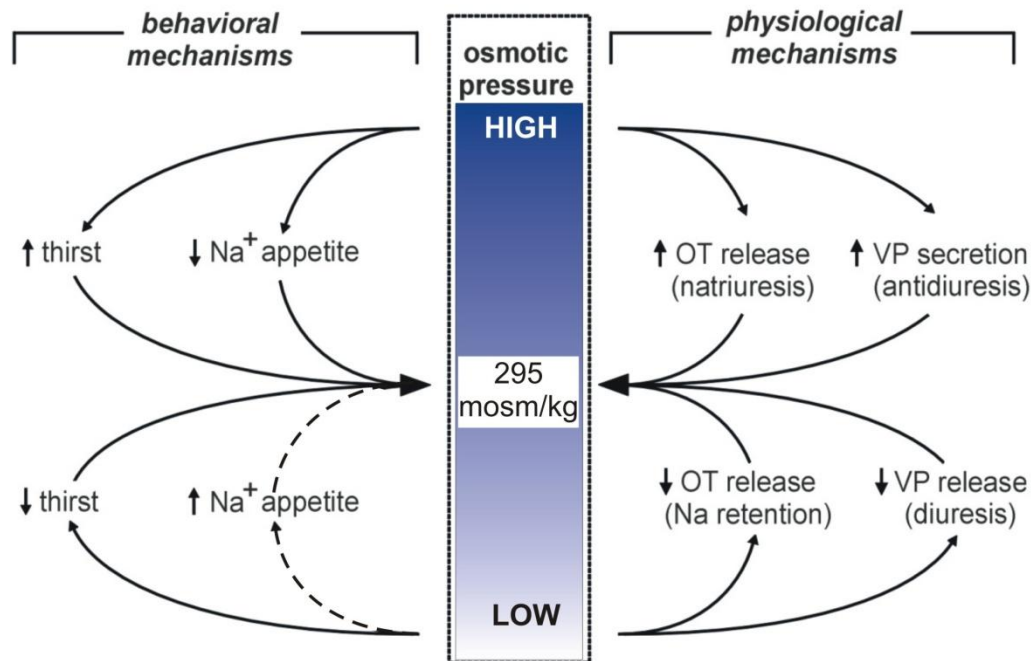 behavioral
mechanisms
osmotic
pressure
physiological
mechanisms
HIGH
↑ thirst
↓ Na⁺ appetite
↑ OT release
(natriuresis)
↑ VP secretion
(antidiuresis)
295
mosm/kg
↓ thirst
↑ Na⁺ appetite
↓ OT release
(Na retention)
↓ VP release
(diuresis)
LOW